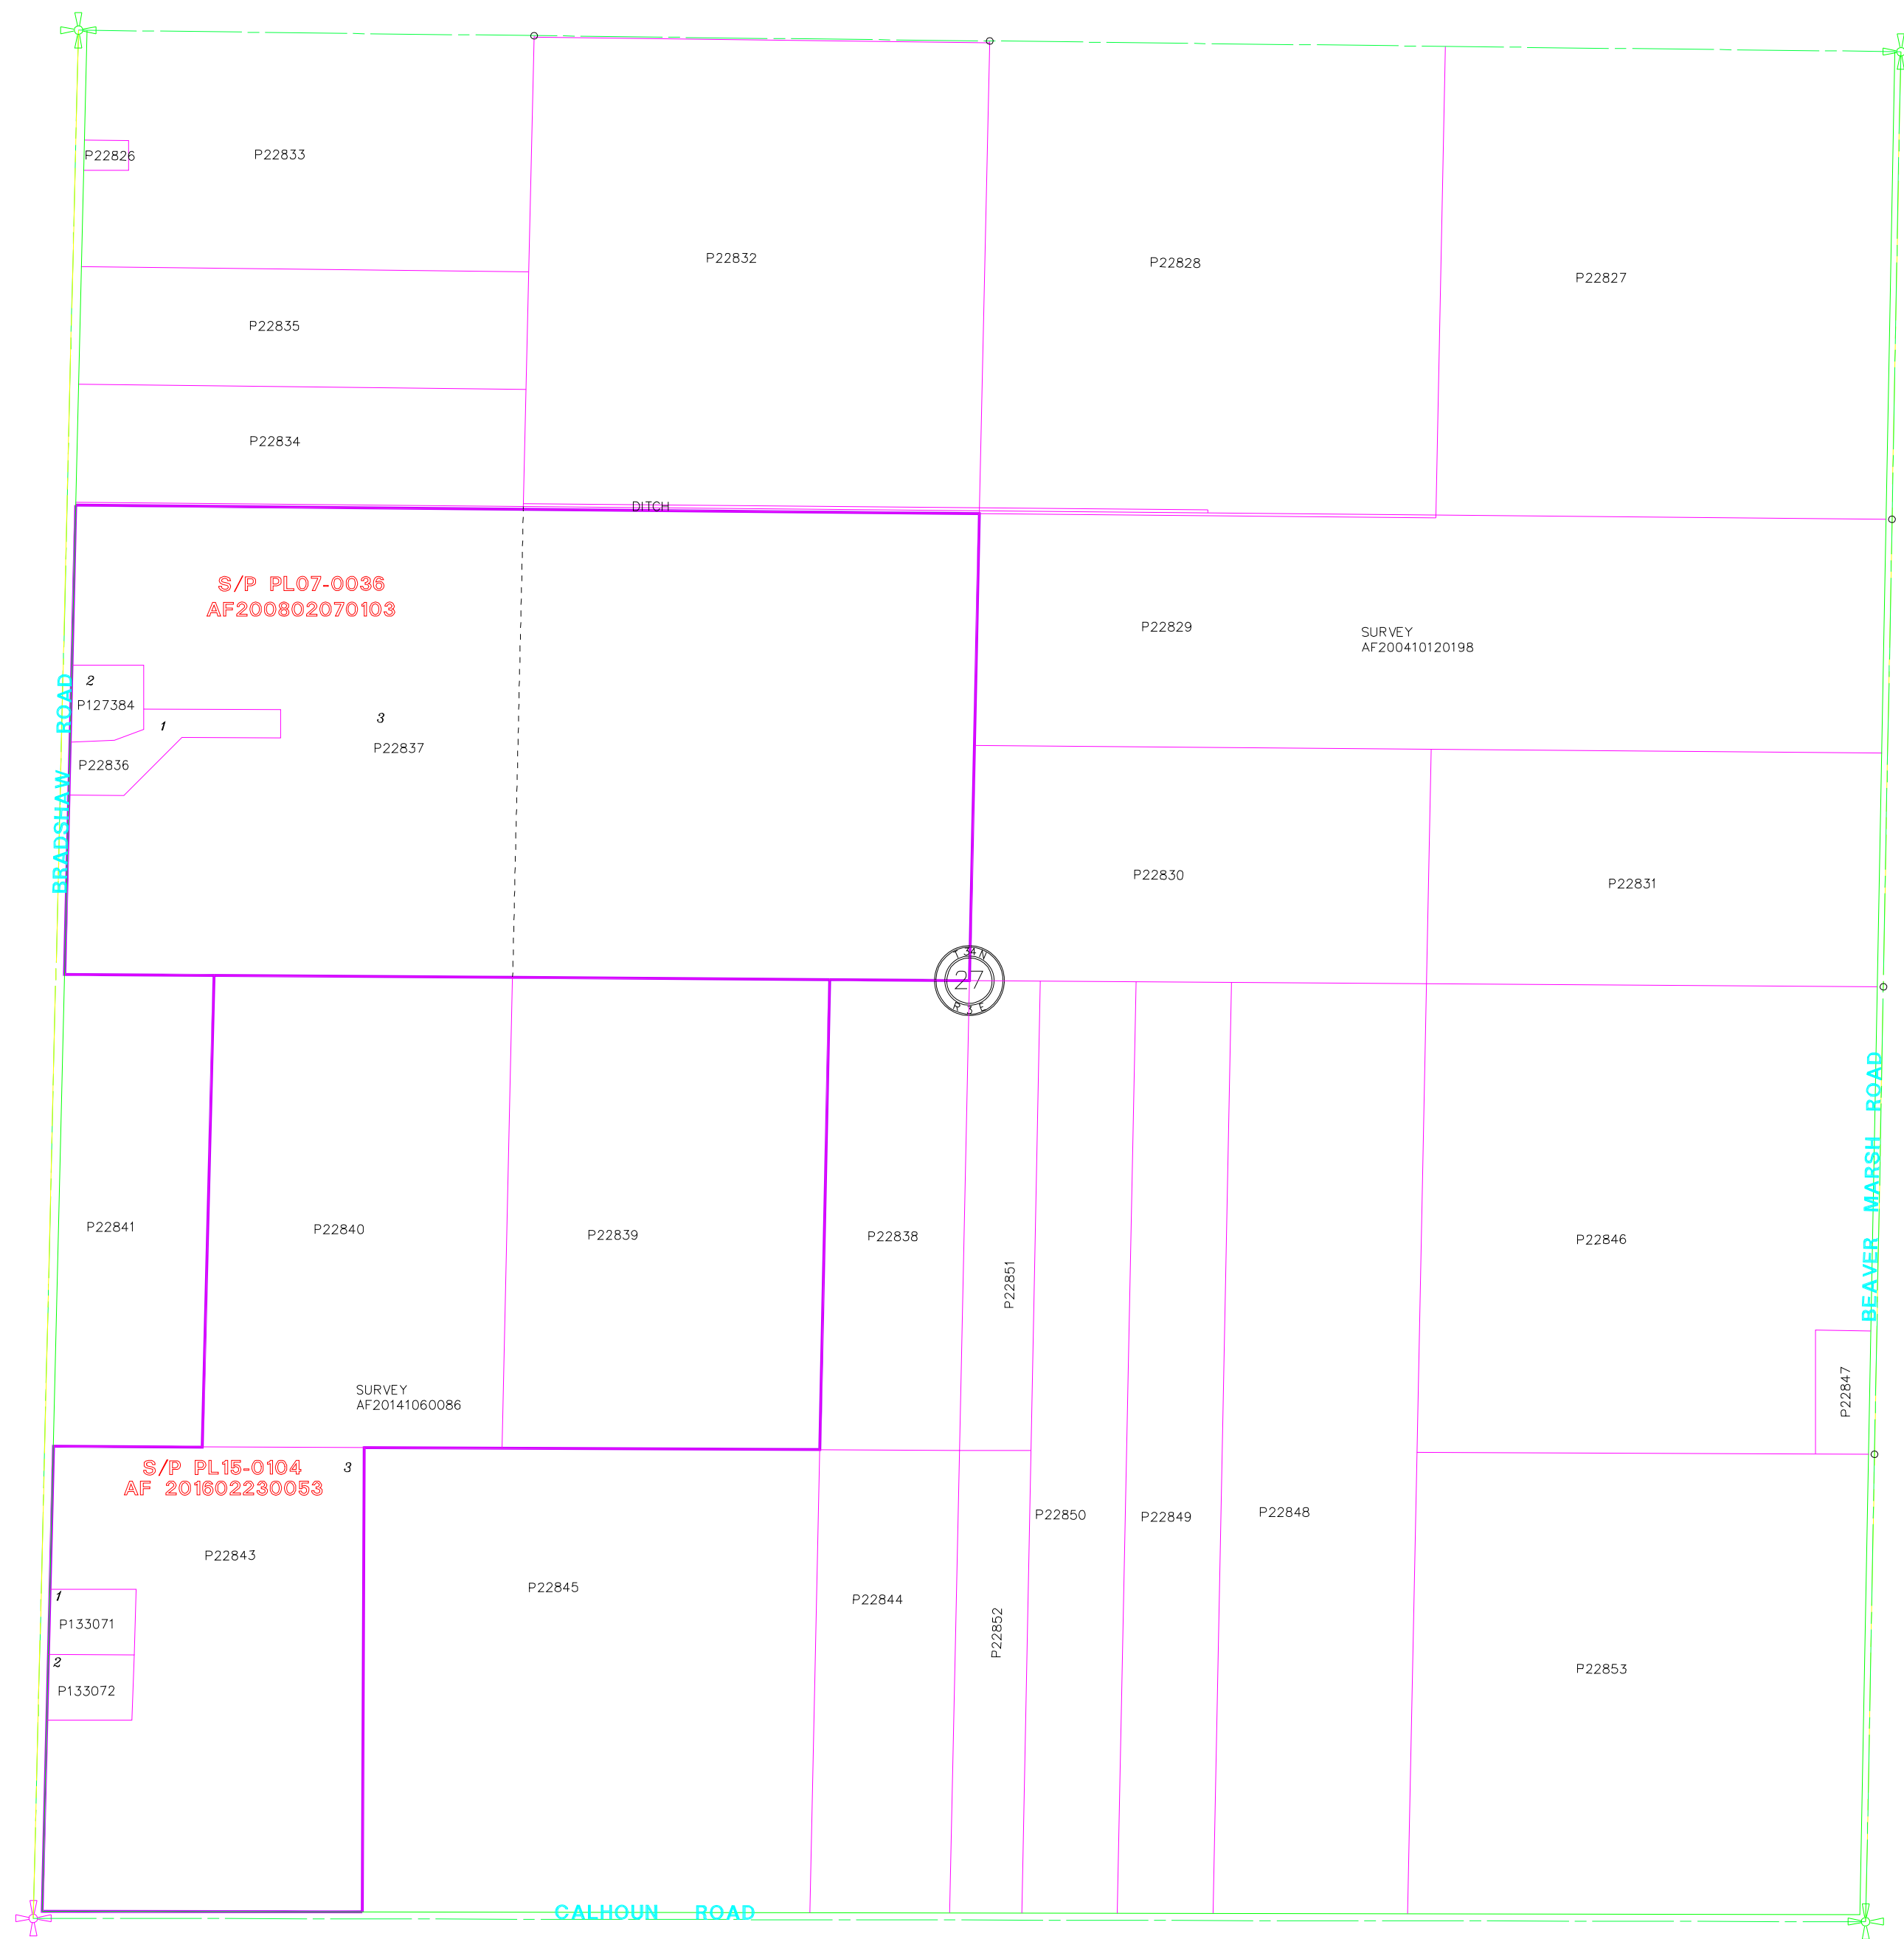 P22826
P22833
P22832
P22828
P22827
P22835
P22834
DITCH
S/P PL07-0036
AF200802070103
P22829
SURVEY
AF200410120198
2
P127384
1
3
P22837
P22836
BRADSHAW ROAD
P22830
P22831
T34N
27
R 3 E
P22841
P22840
P22839
P22838
P22851
P22846
BEAVER MARSH ROAD
P22847
SURVEY
AF20141060086
S/P PL15-0104
AF 201602230053
3
P22843
P22850
P22849
P22848
P22845
P22844
P22852
1
P133071
2
P133072
P22853
CALHOUN ROAD